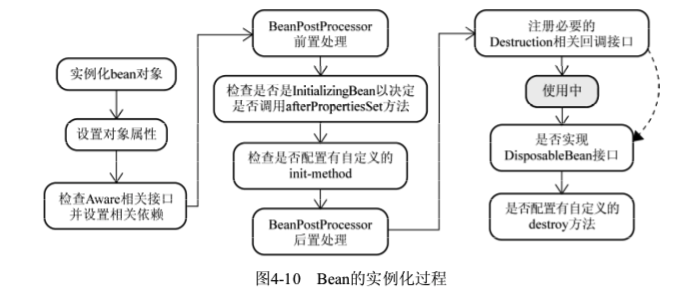 实例化bean对象
设置对象属性
检查Aware相关接口
并设置相关依赖
BeanPostProcessor
前置处理
检查是否是InitializingBean以决定
是否调用afterPropertiesSet方法
检查是否配置有自定义的
init-method
BeanPostProcessor
后置处理
注册必要的
Destruction相关回调接口
使用中
是否实现
DisposableBean接口
是否配置有自定义的
destroy方法
图4-10 Bean的实例化过程